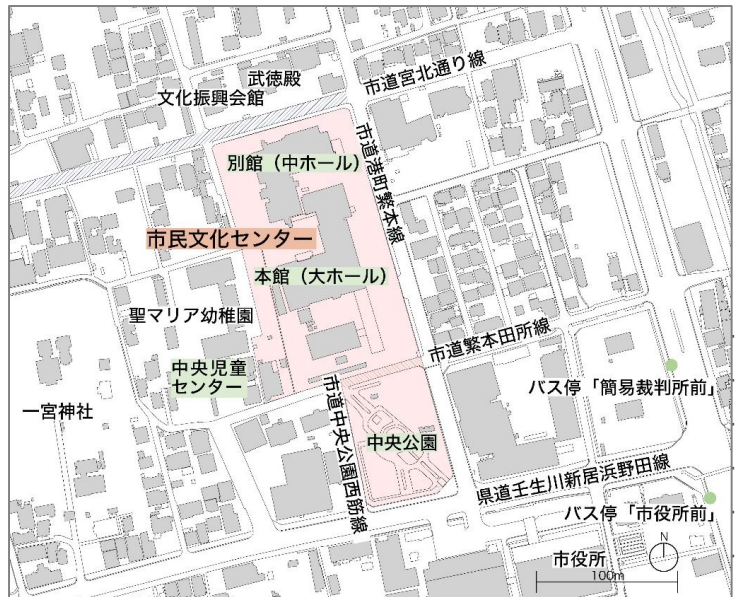 武徳殿
文化振興会館
市道宮北通り線
別館（中ホール）
市道港町繁本線
市民文化センター
本館（大ホール）
聖マリア幼稚園
中央児童
センター
市道繁本田所線
バス停「簡易裁判所前」
一宮神社
市道中央公園西筋線
中央公園
県道壬生川新居浜野田線
バス停「市役所前」
市役所
N
100m